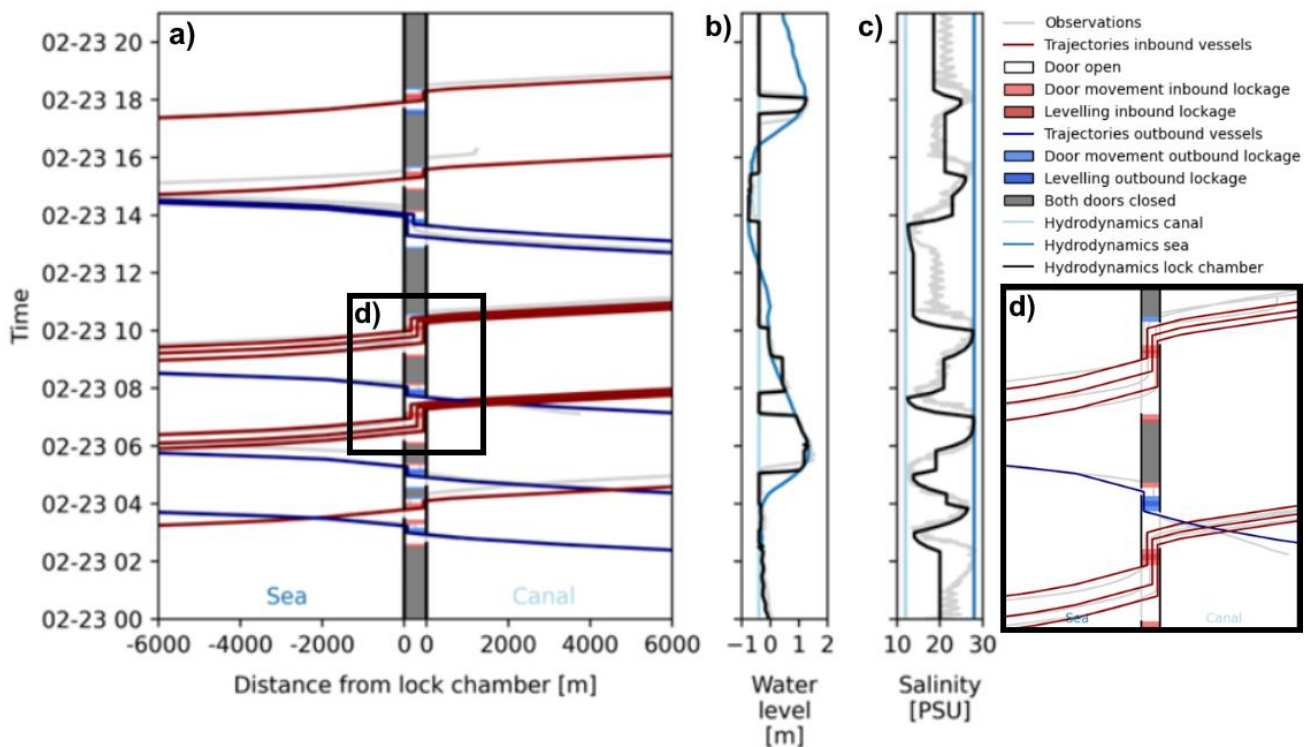 a)
02-23 20
02-23 18
02-23 16
02-23 14
02-23 12
02-23 10
02-23 08
02-23 06
02-23 04
02-23 02
02-23 00
Time
d)
Sea
Canal
-6000 -4000 -2000 0 0 2000 4000 6000
Distance from lock chamber [m]
b)
−1 0 1 2
Water
level
[m]
c)
10 20 30
Salinity
[PSU]
Observations
Trajectories inbound vessels
Door open
Door movement inbound lockage
Levelling inbound lockage
Trajectories outbound vessels
Door movement outbound lockage
Levelling outbound lockage
Both doors closed
Hydrodynamics canal
Hydrodynamics sea
Hydrodynamics lock chamber
d)
Sea
Canal